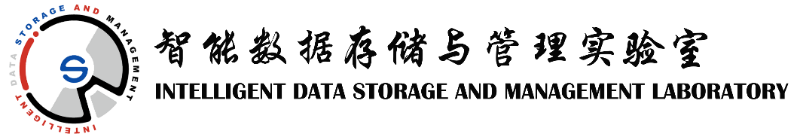 INTELLIGENT DATA STORAGE AND MANAGEMENT
S
智能数据存储与管理实验室
INTELLIGENT DATA STORAGE AND MANAGEMENT LABORATORY